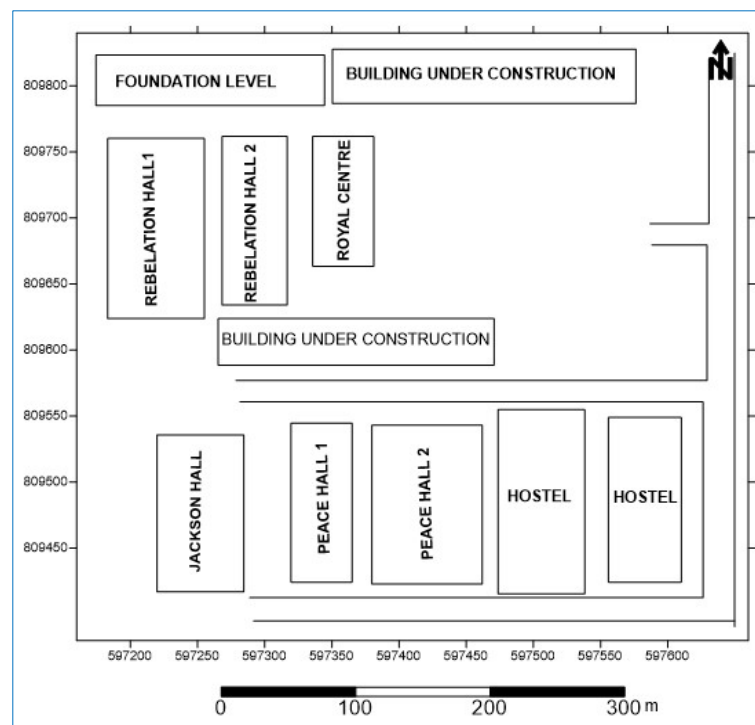 N
FOUNDATION LEVEL
BUILDING UNDER CONSTRUCTION
809800
809750
809700
809650
809600
809550
809500
809450
REBELATION HALL1
REBELATION HALL 2
ROYAL CENTRE
BUILDING UNDER CONSTRUCTION
JACKSON HALL
PEACE HALL 1
PEACE HALL 2
HOSTEL
HOSTEL
597200 597250 597300 597350 597400 597450 597500 597550 597600
0 100 200 300 m